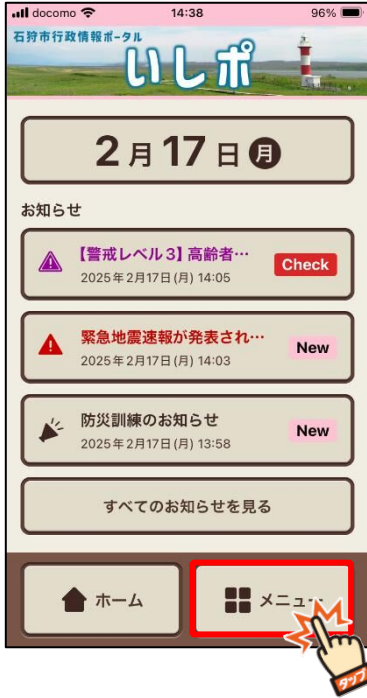 docomo 14:38 96%
石狩市行政情報ポータル
いしポ
2月17日月
お知らせ
【警戒レベル3】高齢者…
2025年2月17日(月) 14:05
Check
緊急地震速報が発表され…
2025年2月17日(月) 14:03
New
防災訓練のお知らせ
2025年2月17日(月) 13:58
New
すべてのお知らせを見る
ホーム
メニュー
タップ